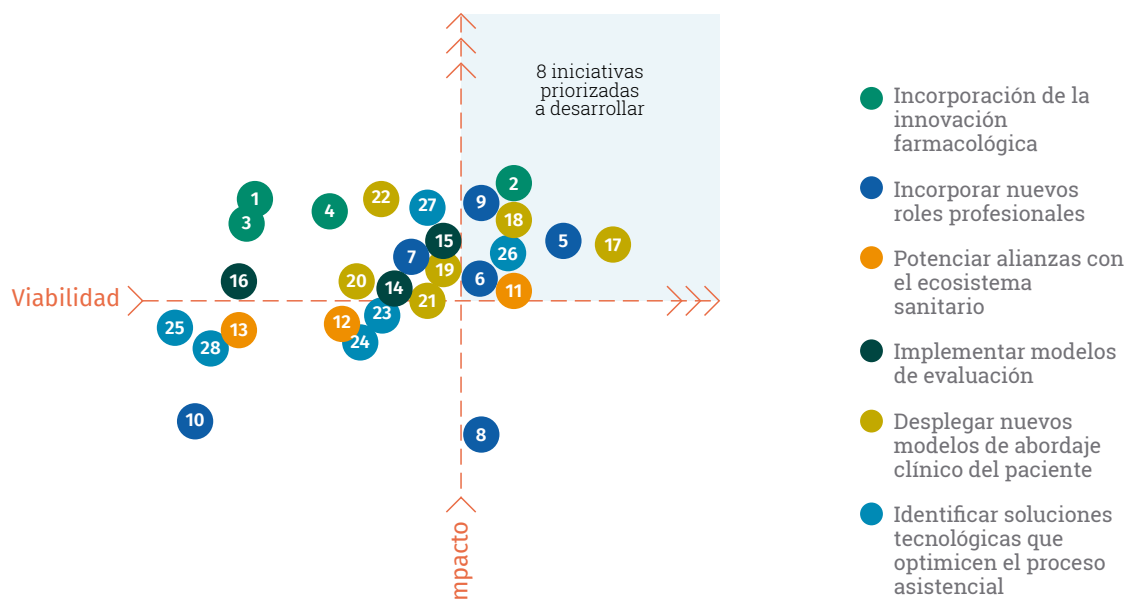 8 iniciativas
priorizadas
a desarrollar
1
3
4
22
27
9
2
18
5
17
15
7
19
26
6
11
16
20
14
21
Viabilidad
25
28
13
12
23
24
10
8
mpacto
Incorporación de la
innovación
farmacológica
Incorporar nuevos
roles profesionales
Potenciar alianzas con
el ecosistema
sanitario
Implementar modelos
de evaluación
Desplegar nuevos
modelos de abordaje
clínico del paciente
Identificar soluciones
tecnológicas que
optimicen el proceso
asistencial